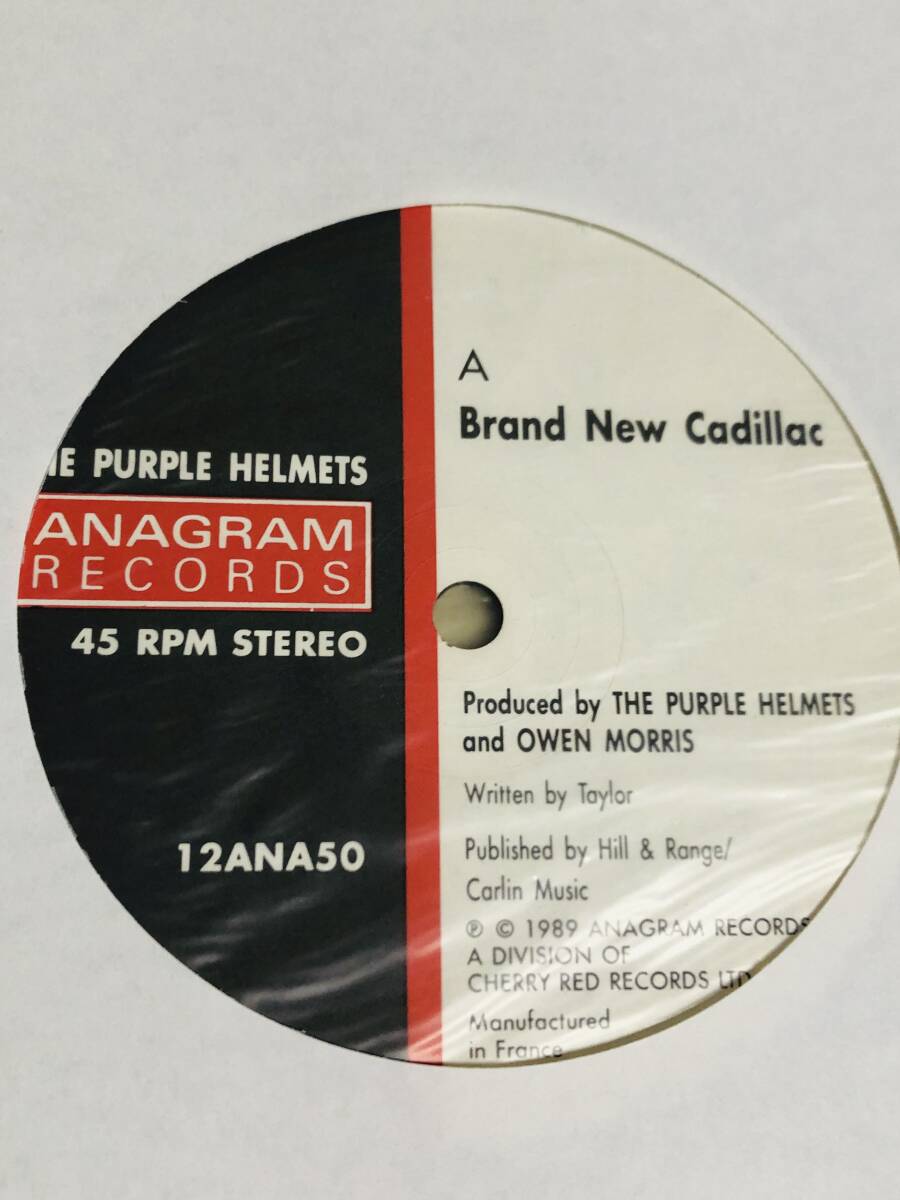 IE PURPLE HELMETS
ANAGRAM
RECORDS
45 RPM STEREO
12ANA50
A
Brand New Cadillac
Produced by THE PURPLE HELMETS
and OWEN MORRIS
Written by Taylor
Published by Hill & Range/
Carlin Music
℗ © 1989 ANAGRAM RECORDS
A DIVISION OF
CHERRY RED RECORDS LTD
Manufactured
in France